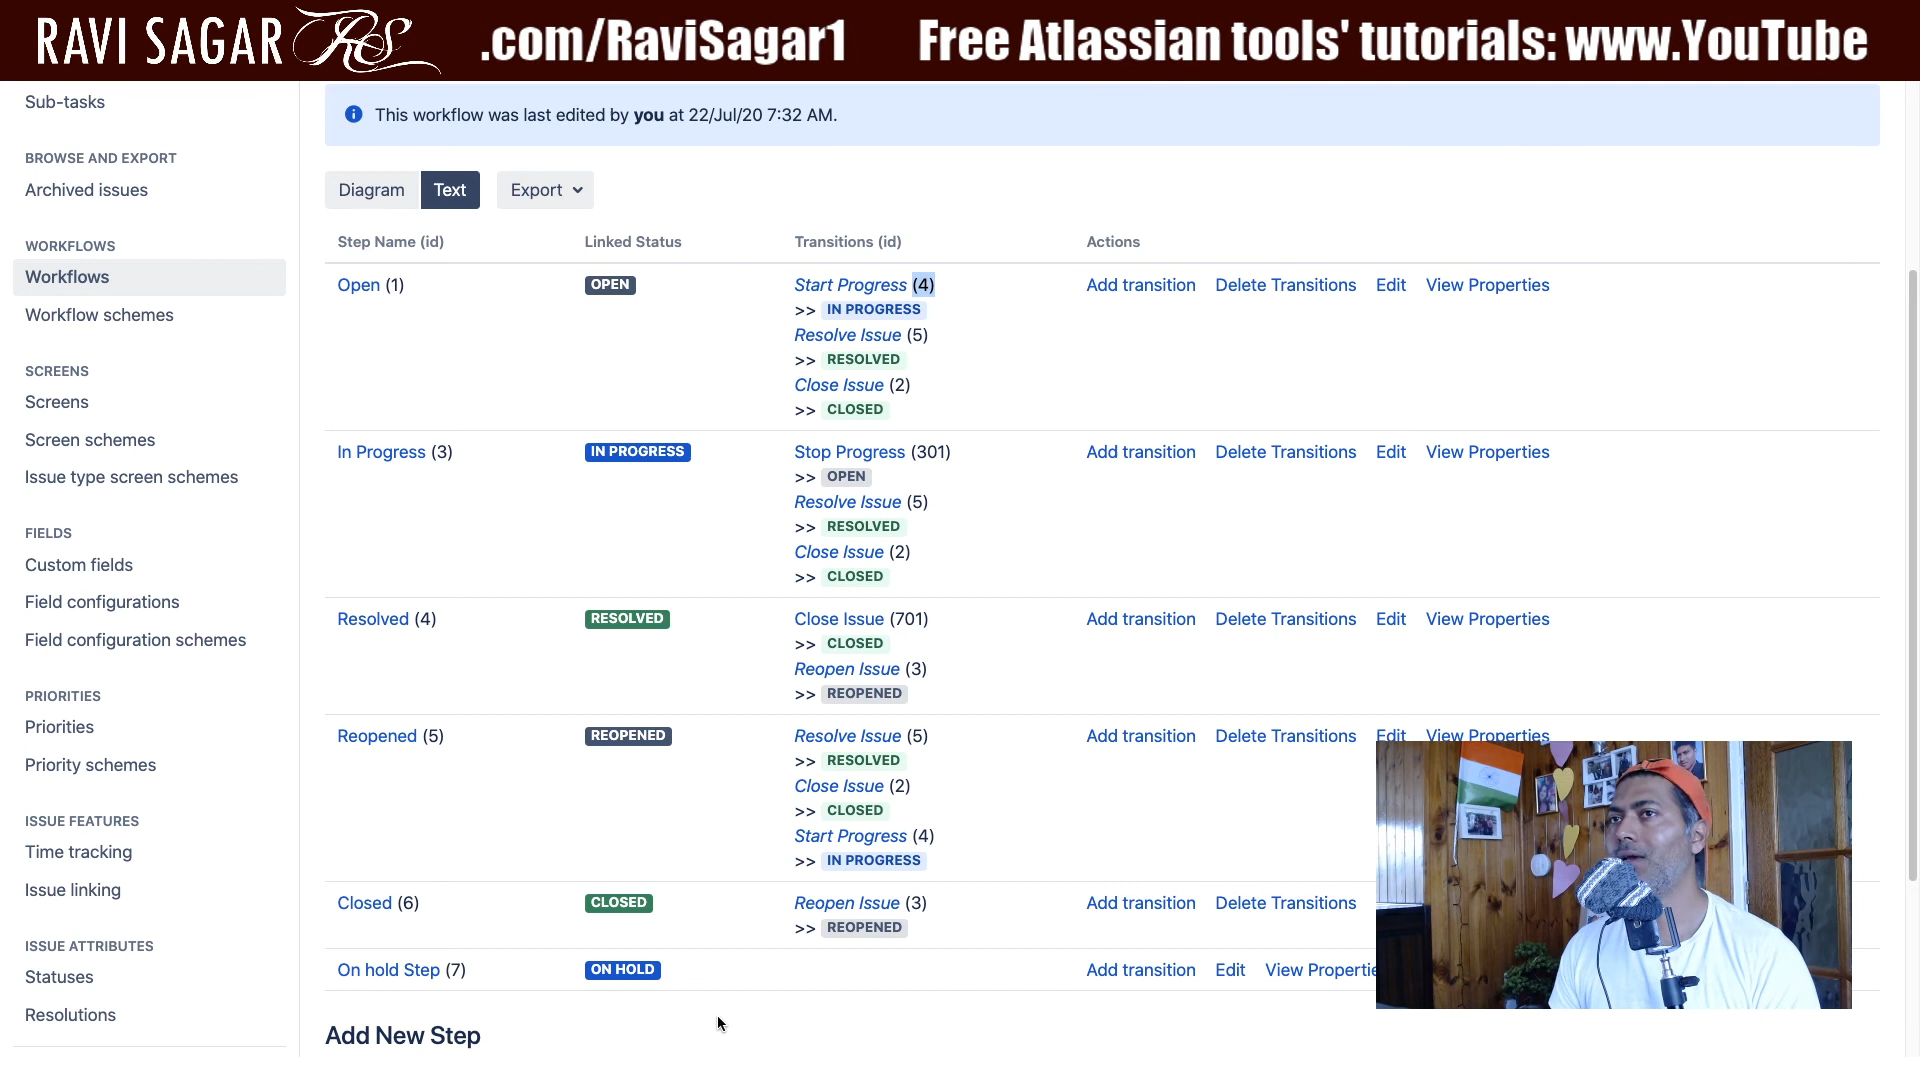 RAVI SAGAR RS .com/RaviSagar1 Free Atlassian tools' tutorials: www.YouTube
Sub-tasks
BROWSE AND EXPORT
Archived issues
WORKFLOWS
Workflows
Workflow schemes
SCREENS
Screens
Screen schemes
Issue type screen schemes
FIELDS
Custom fields
Field configurations
Field configuration schemes
PRIORITIES
Priorities
Priority schemes
ISSUE FEATURES
Time tracking
Issue linking
ISSUE ATTRIBUTES
Statuses
Resolutions
This workflow was last edited by you at 22/Jul/20 7:32 AM.
Diagram Text Export
Step Name (id) Linked Status Transitions (id) Actions
Open (1) OPEN Start Progress (4) Add transition Delete Transitions Edit View Properties
>> IN PROGRESS
Resolve Issue (5)
>> RESOLVED
Close Issue (2)
>> CLOSED
In Progress (3) IN PROGRESS Stop Progress (301) Add transition Delete Transitions Edit View Properties
>> OPEN
Resolve Issue (5)
>> RESOLVED
Close Issue (2)
>> CLOSED
Resolved (4) RESOLVED Close Issue (701) Add transition Delete Transitions Edit View Properties
>> CLOSED
Reopen Issue (3)
>> REOPENED
Reopened (5) REOPENED Resolve Issue (5) Add transition Delete Transitions Edit View Properties
>> RESOLVED
Close Issue (2)
>> CLOSED
Start Progress (4)
>> IN PROGRESS
Closed (6) CLOSED Reopen Issue (3) Add transition Delete Transitions
>> REOPENED
On hold Step (7) ON HOLD Add transition Edit View Propertie
Add New Step